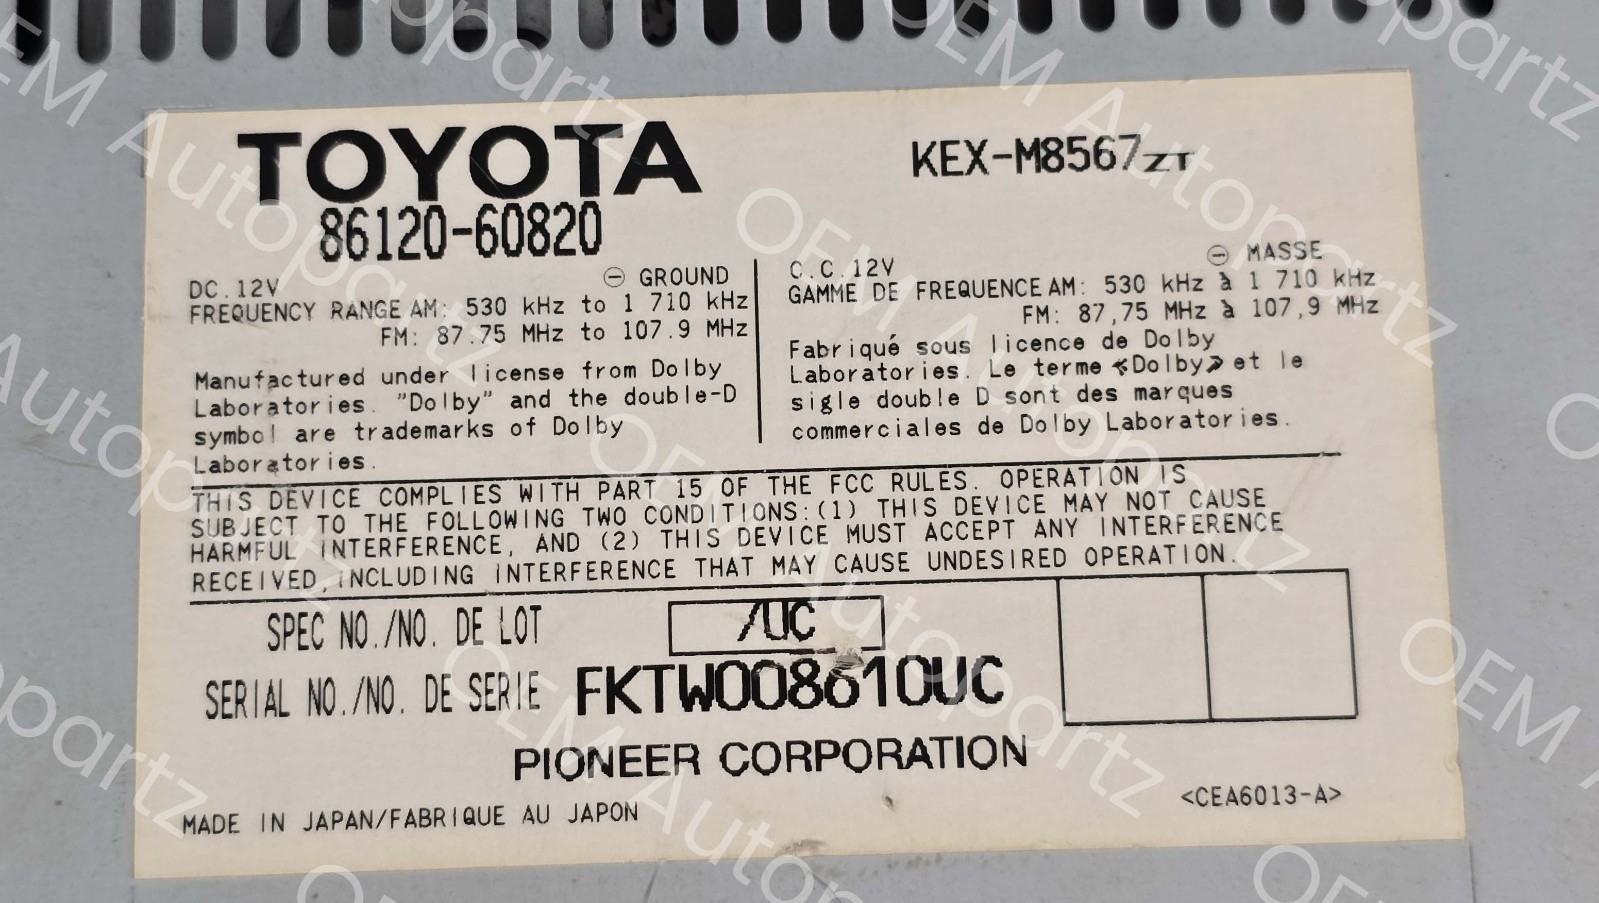 TOYOTA
86120-60820
KEX-M8567ZT
DC.12V ⊖ GROUND
FREQUENCY RANGE AM: 530 kHz to 1 710 kHz
FM: 87.75 MHz to 107.9 MHz
Manufactured under license from Dolby
Laboratories. "Dolby" and the double-D
symbol are trademarks of Dolby
Laboratories.
C.C.12V ⊖ MASSE
GAMME DE FREQUENCE AM: 530 kHz à 1 710 kHz
FM: 87,75 MHz à 107,9 MHz
Fabriqué sous licence de Dolby
Laboratories. Le terme «Dolby» et le
sigle double D sont des marques
commerciales de Dolby Laboratories.
THIS DEVICE COMPLIES WITH PART 15 OF THE FCC RULES. OPERATION IS
SUBJECT TO THE FOLLOWING TWO CONDITIONS:(1) THIS DEVICE MAY NOT CAUSE
HARMFUL INTERFERENCE, AND (2) THIS DEVICE MUST ACCEPT ANY INTERFERENCE
RECEIVED,INCLUDING INTERFERENCE THAT MAY CAUSE UNDESIRED OPERATION.
SPEC NO./NO. DE LOT /UC
SERIAL NO./NO. DE SERIE FKTW008610UC
PIONEER CORPORATION
MADE IN JAPAN/FABRIQUE AU JAPON
<CEA6013-A>
OEM Autopartz